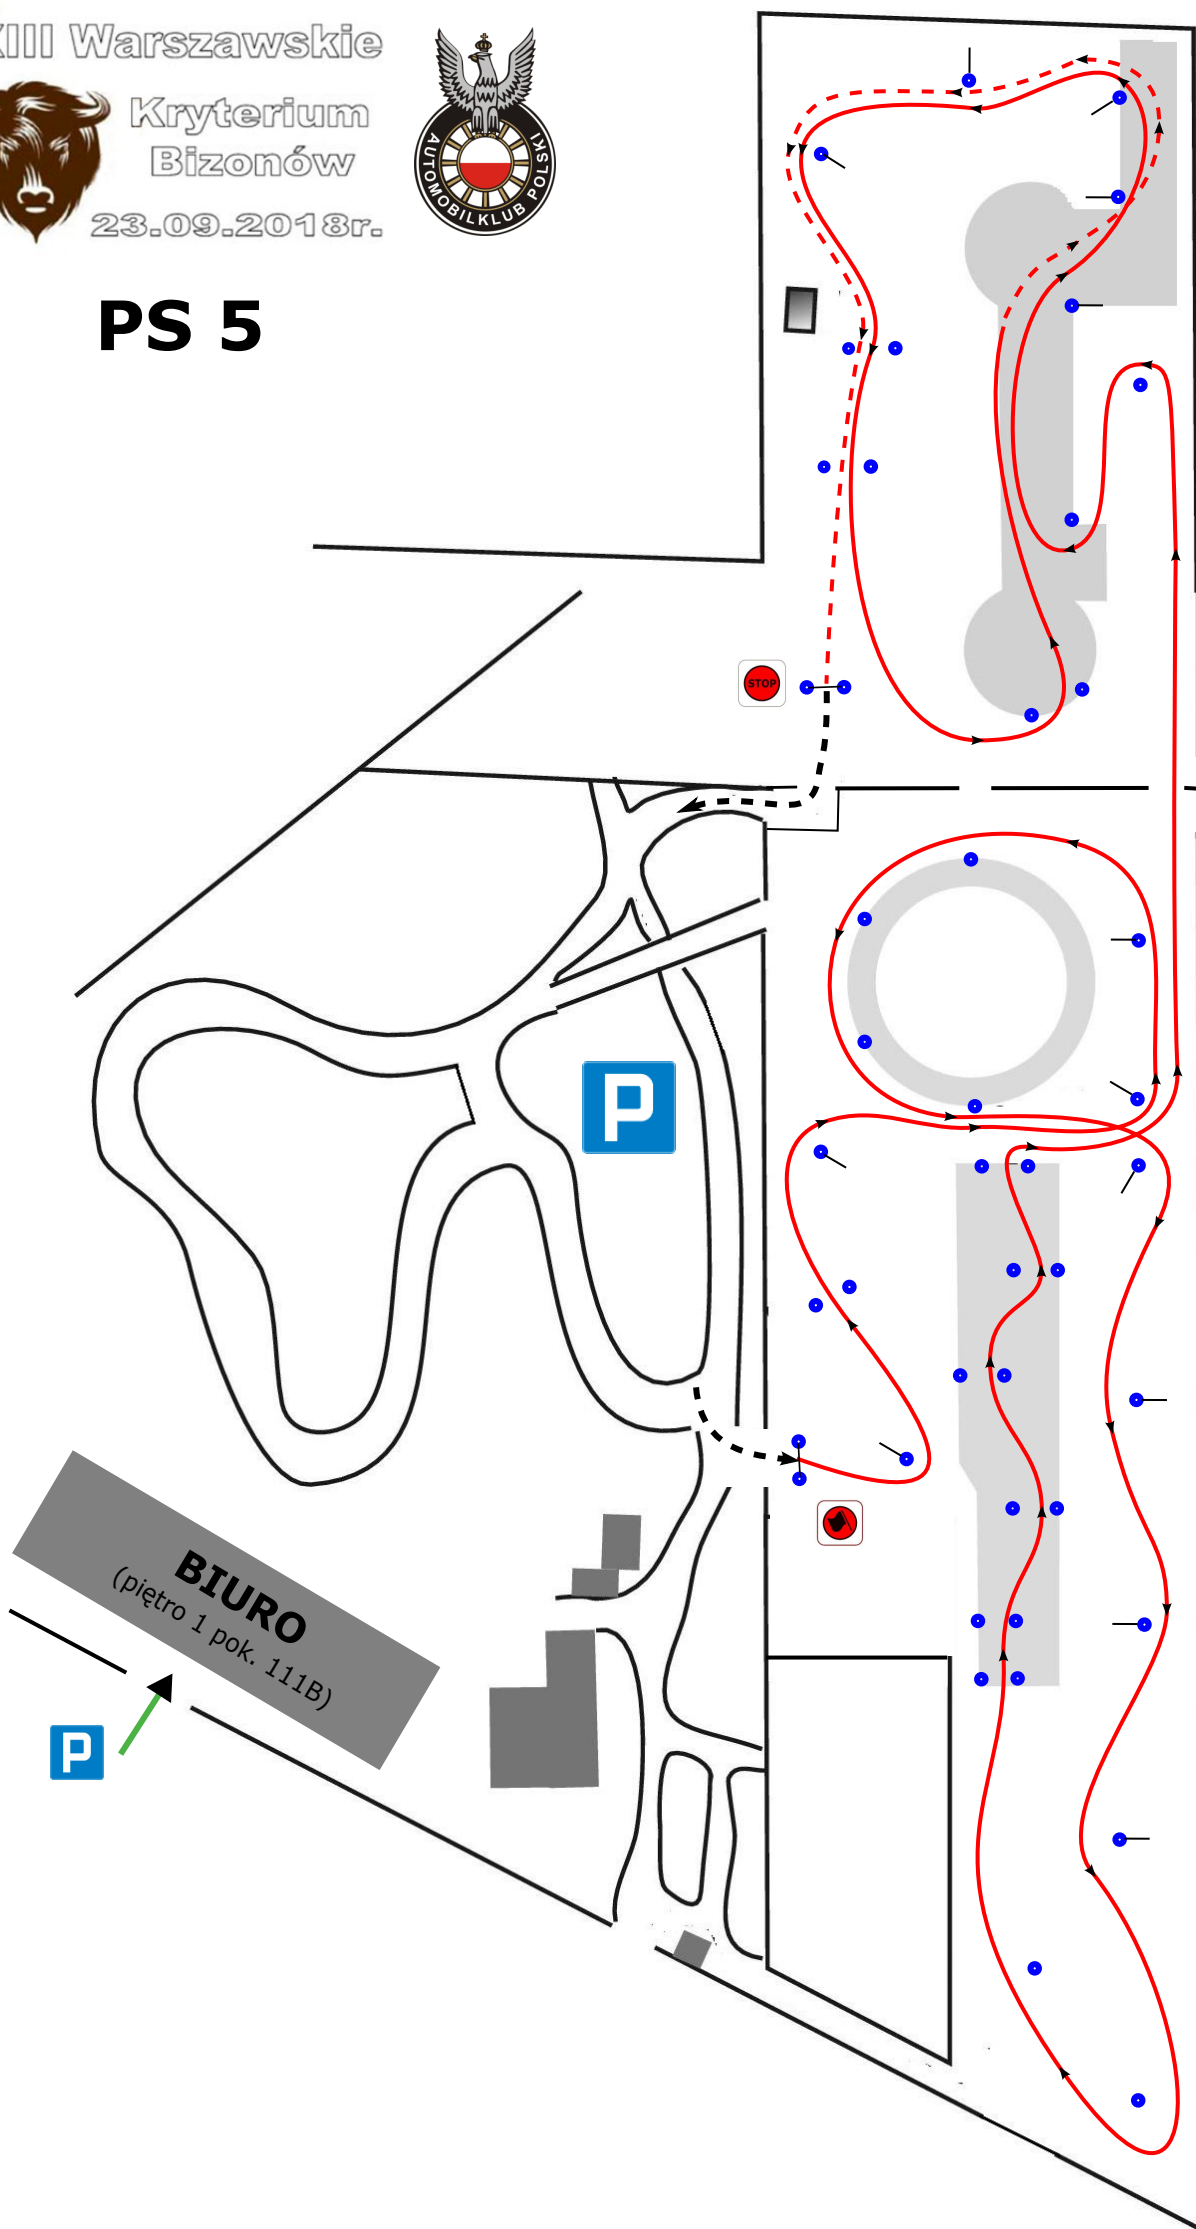 XIII Warszawskie
Kryterium
Bizonów
23.09.2018r.
AUTOMOBILKLUB POLSKI
PS 5
STOP
P
BIURO
(piętro 1 pok. 111B)
P